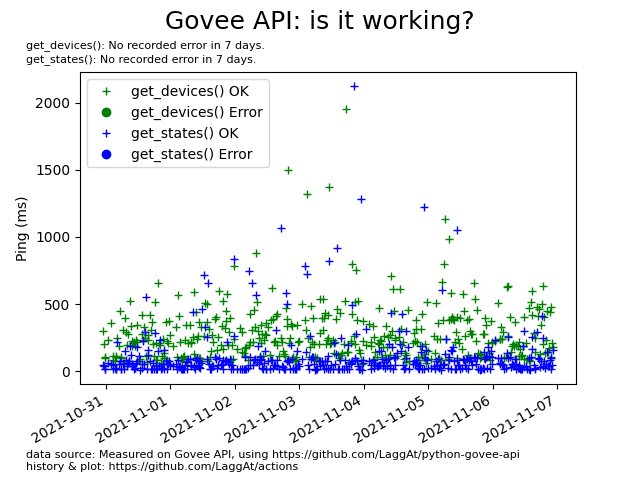 Govee API: is it working?
get_devices(): No recorded error in 7 days.
get_states(): No recorded error in 7 days.
get_devices() OK
get_devices() Error
get_states() OK
get_states() Error
Ping (ms)
2000
1500
1000
500
0
2021-10-31
2021-11-01
2021-11-02
2021-11-03
2021-11-04
2021-11-05
2021-11-06
2021-11-07
data source: Measured on Govee API, using https://github.com/LaggAt/python-govee-api
history & plot: https://github.com/LaggAt/actions